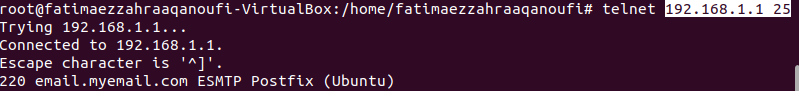 root@fatimaezzahraaqanoufi-VirtualBox:/home/fatimaezzahraaqanoufi# telnet 192.168.1.1 25
Trying 192.168.1.1...
Connected to 192.168.1.1.
Escape character is '^]'.
220 email.myemail.com ESMTP Postfix (Ubuntu)